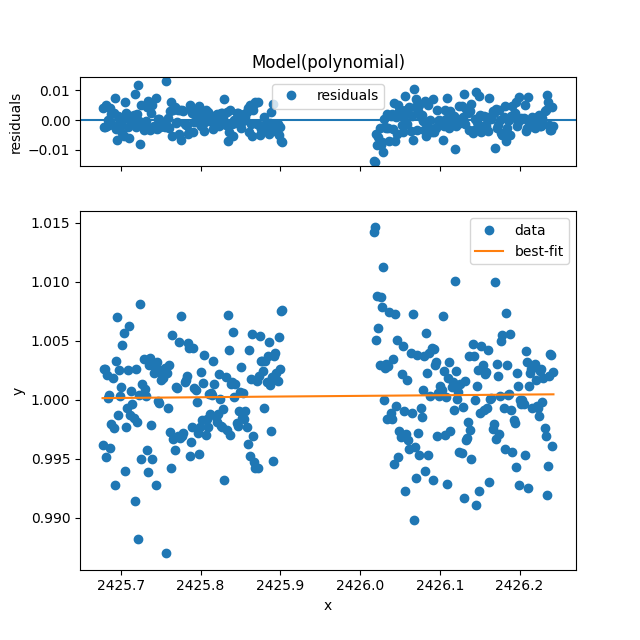 Model(polynomial)
residuals
0.01
0.00
−0.01
residuals
data
best-fit
y
1.015
1.010
1.005
1.000
0.995
0.990
2425.7 2425.8 2425.9 2426.0 2426.1 2426.2
x